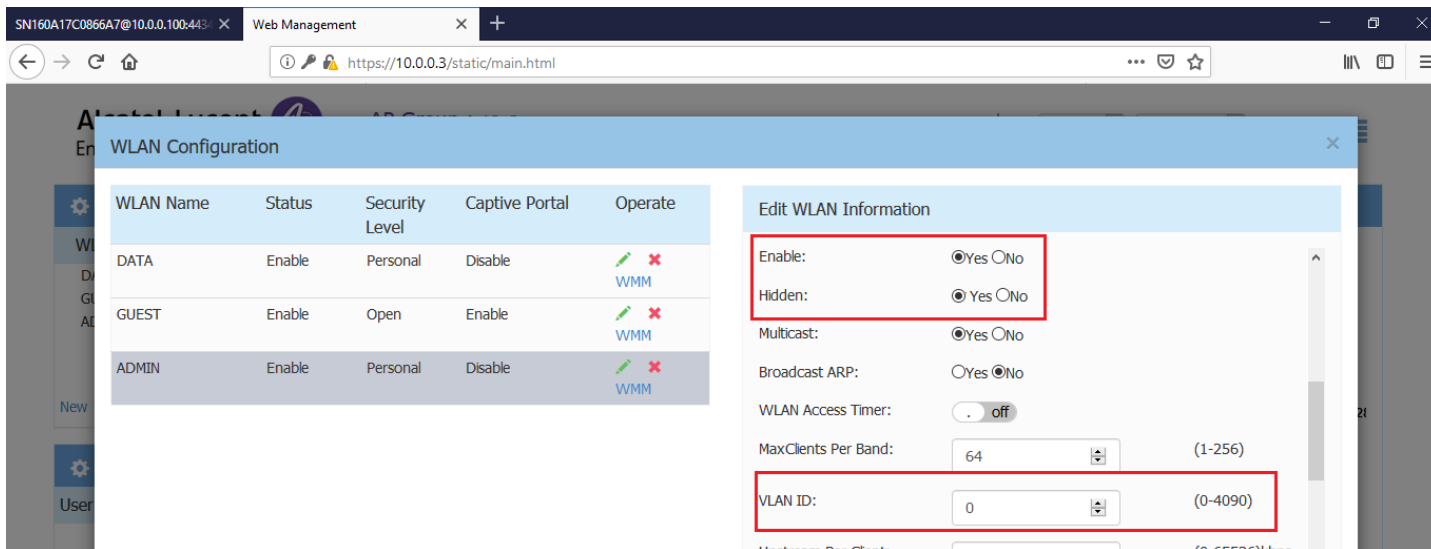 SN160A17C0866A7@10.0.0.100:4434
Web Management
https://10.0.0.3/static/main.html
WLAN Configuration
WLAN Name Status Security Level Captive Portal Operate
DATA Enable Personal Disable
WMM
GUEST Enable Open Enable
WMM
ADMIN Enable Personal Disable
WMM
New
User
Edit WLAN Information
Enable: Yes No
Hidden: Yes No
Multicast: Yes No
Broadcast ARP: Yes No
WLAN Access Timer: off
MaxClients Per Band: 64 (1-256)
VLAN ID: 0 (0-4090)